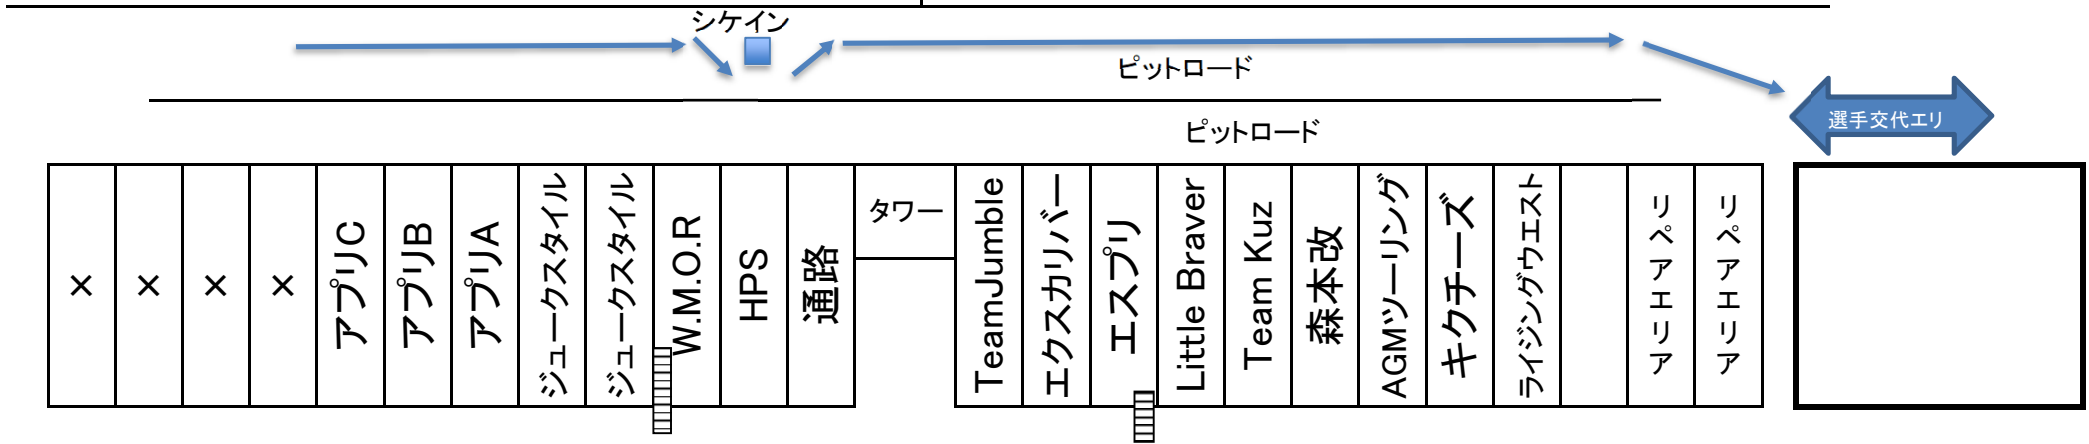 シケイン
ピットロード
選手交代エリ
ピットロード
×
×
×
×
アプリC
アプリB
アプリA
ジュークスタイル
ジュークスタイル
W.M.O.R
HPS
通路
タワー
TeamJumble
エクスカリバー
エスプリ
Little Braver
Team Kuz
森本改
AGMツーリング
キクチーズ
ライジングウエスト
リペアエリア
リペアエリア